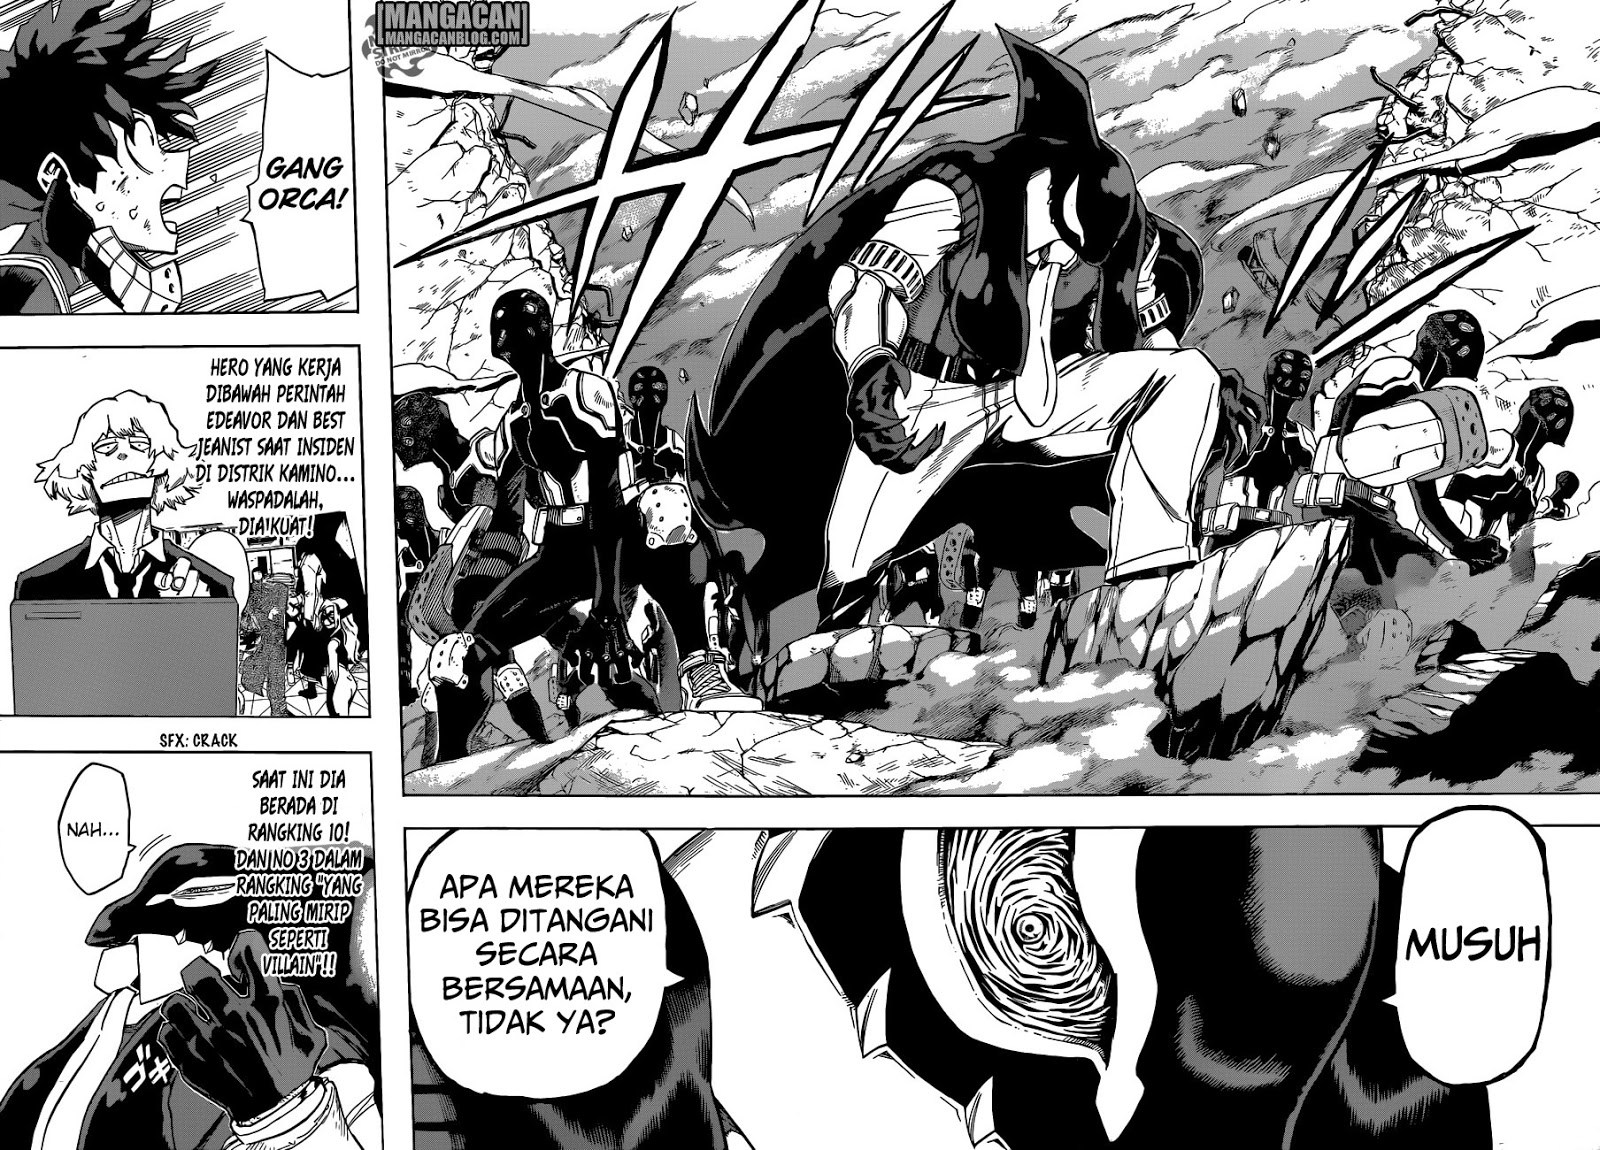 MANGACAN
MANGACANBLOG.COM
GANG
ORCA!
HERO YANG KERJA
DIBAWAH PERINTAH
EDEAVOR DAN BEST
JEANIST SAAT INSIDEN
DI DISTRIK KAMINO...
WASPADALAH,
DIA KUAT!
SFX: CRACK
SAAT INI DIA
BERADA DI
RANGKING 10!
DAN NO 3 DALAM
RANGKING "YANG
PALING MIRIP
SEPERTI
VILLAIN"!!
NAH...
ゴキ
MUSUH
APA MEREKA
BISA DITANGANI
SECARA
BERSAMAAN,
TIDAK YA?